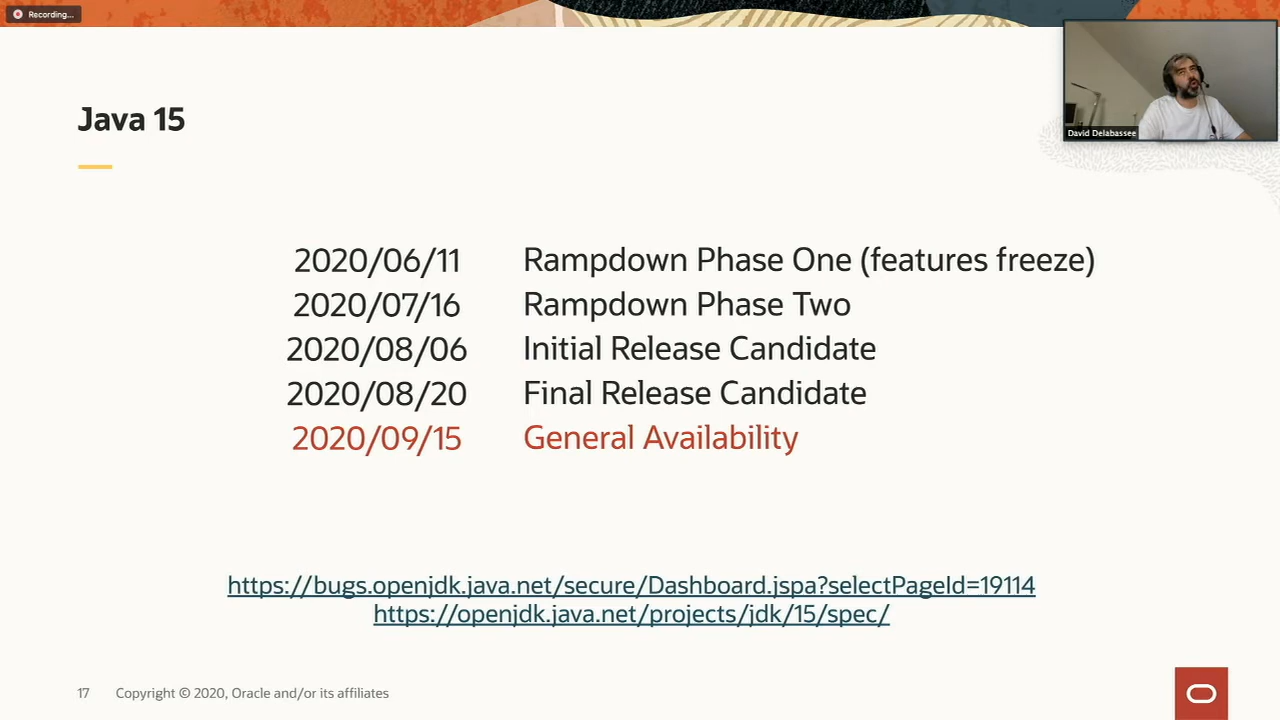 Recording...
David Delabassee
Java 15
2020/06/11 Rampdown Phase One (features freeze)
2020/07/16 Rampdown Phase Two
2020/08/06 Initial Release Candidate
2020/08/20 Final Release Candidate
2020/09/15 General Availability
https://bugs.openjdk.java.net/secure/Dashboard.jspa?selectPageId=19114
https://openjdk.java.net/projects/jdk/15/spec/
17 Copyright © 2020, Oracle and/or its affiliates